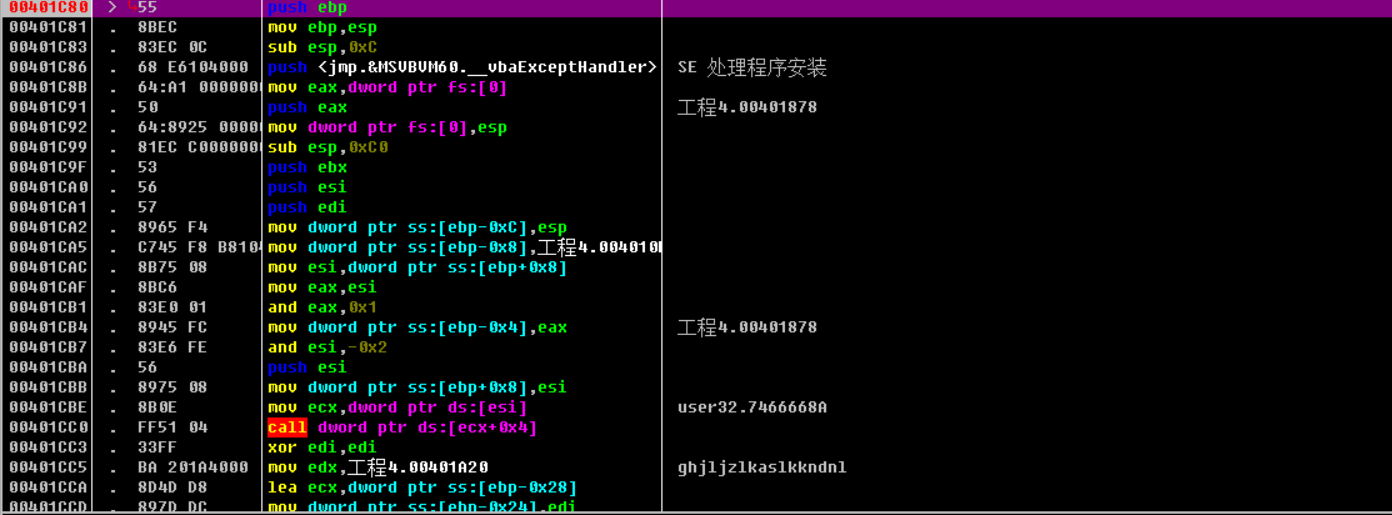 00401C80 > 55 push ebp
00401C81 . 8BEC mov ebp,esp
00401C83 . 83EC 0C sub esp,0xC
00401C86 . 68 E6104000 push <jmp.&MSVBVM60.__vbaExceptHandler> SE 处理程序安装
00401C8B . 64:A1 0000000 mov eax,dword ptr fs:[0]
00401C91 . 50 push eax 工程4.00401878
00401C92 . 64:8925 0000 mov dword ptr fs:[0],esp
00401C99 . 81EC C0000000 sub esp,0xC0
00401C9F . 53 push ebx
00401CA0 . 56 push esi
00401CA1 . 57 push edi
00401CA2 . 8965 F4 mov dword ptr ss:[ebp-0xC],esp
00401CA5 . C745 F8 B810 mov dword ptr ss:[ebp-0x8],工程4.004010
00401CAC . 8B75 08 mov esi,dword ptr ss:[ebp+0x8]
00401CAF . 8BC6 mov eax,esi
00401CB1 . 83E0 01 and eax,0x1
00401CB4 . 8945 FC mov dword ptr ss:[ebp-0x4],eax 工程4.00401878
00401CB7 . 83E6 FE and esi,-0x2
00401CBA . 56 push esi
00401CBB . 8975 08 mov dword ptr ss:[ebp+0x8],esi
00401CBE . 8B0E mov ecx,dword ptr ds:[esi] user32.7466668A
00401CC0 . FF51 04 call dword ptr ds:[ecx+0x4]
00401CC3 . 33FF xor edi,edi
00401CC5 . BA 201A4000 mov edx,工程4.00401A20 ghjljzlkaslkkndnl
00401CCA . 8D4D D8 lea ecx,dword ptr ss:[ebp-0x28]
00401CCD . 897D DC mov dword ptr ss:[ebp-0x24],edi